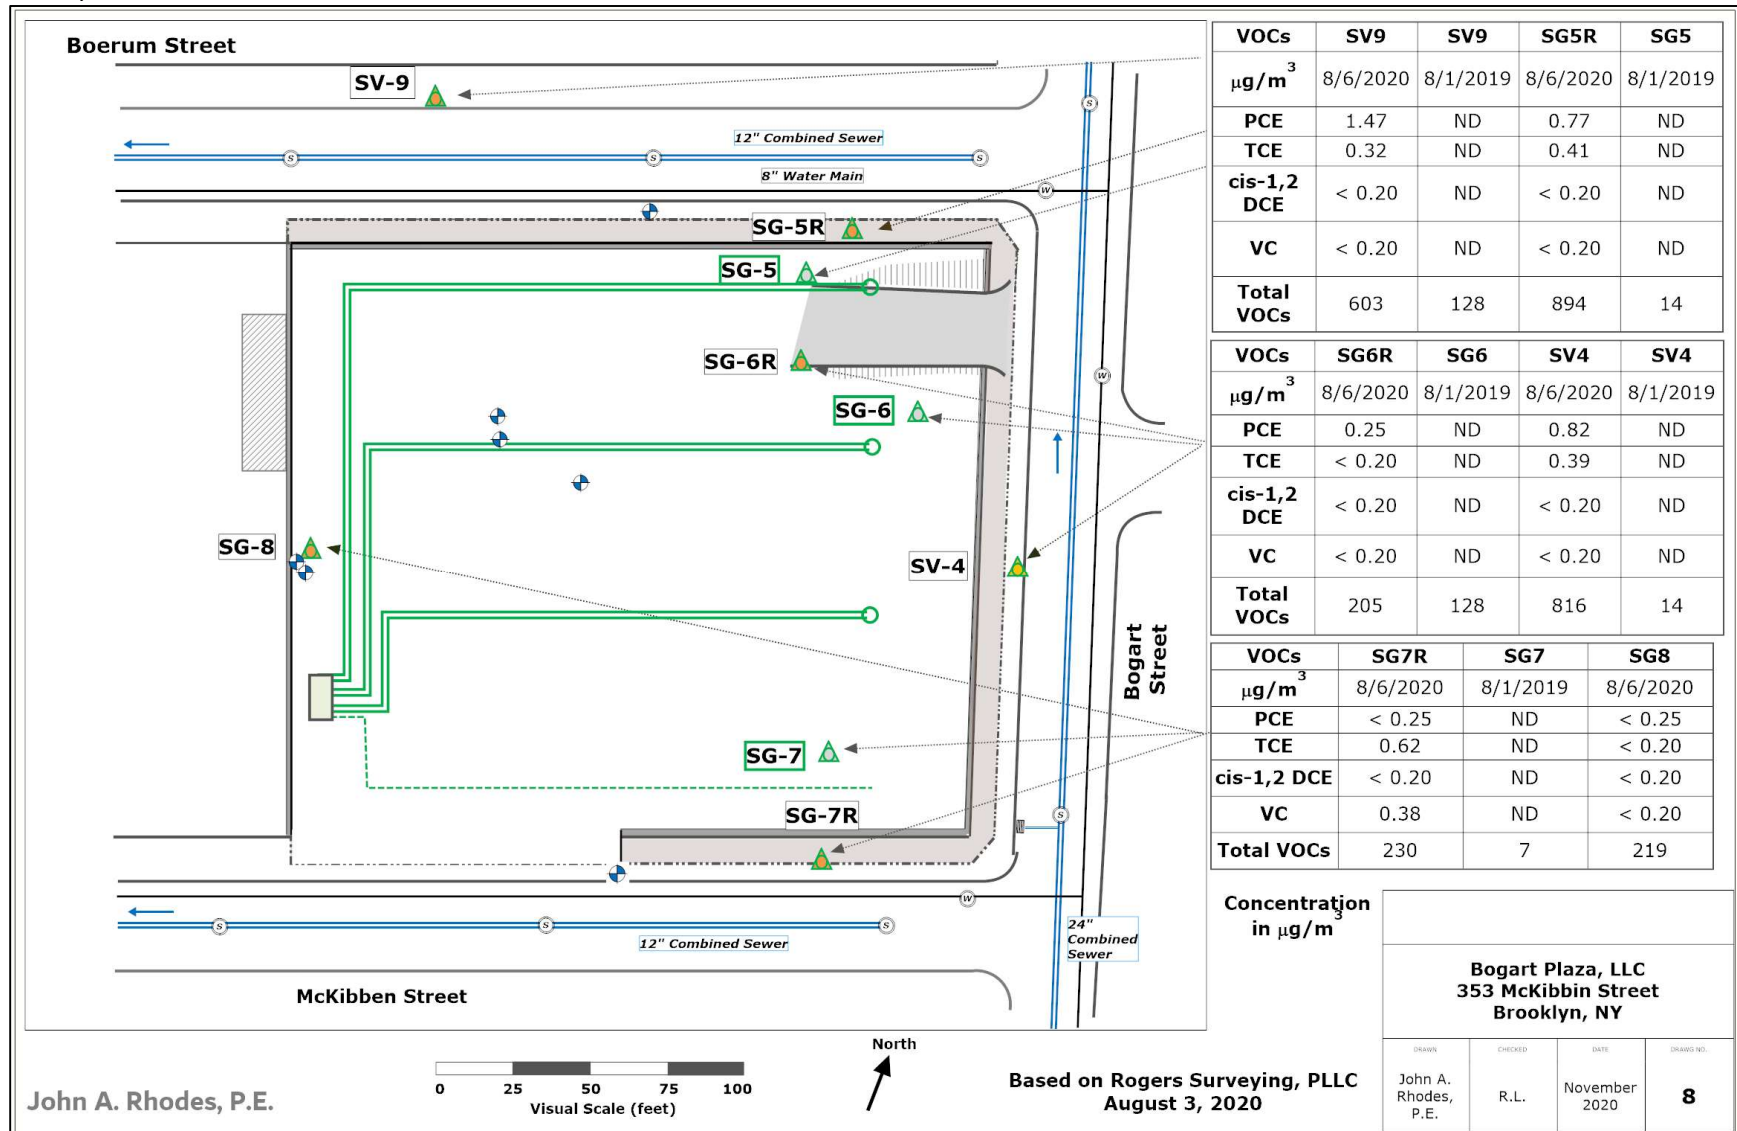 Boerum Street
SV-9
12" Combined Sewer
8" Water Main
S
S
S
S
W
SG-5R
SG-5
SG-6R
SG-6
W
SG-8
SV-4
Bogart
Street
SG-7
SG-7R
S
W
S
S
S
12" Combined Sewer
24"
Combined
Sewer
McKibben Street
VOCs SV9 SV9 SG5R SG5
µg/m3 8/6/2020 8/1/2019 8/6/2020 8/1/2019
PCE 1.47 ND 0.77 ND
TCE 0.32 ND 0.41 ND
cis-1,2
DCE < 0.20 ND < 0.20 ND
VC < 0.20 ND < 0.20 ND
Total
VOCs 603 128 894 14
VOCs SG6R SG6 SV4 SV4
µg/m3 8/6/2020 8/1/2019 8/6/2020 8/1/2019
PCE 0.25 ND 0.82 ND
TCE < 0.20 ND 0.39 ND
cis-1,2
DCE < 0.20 ND < 0.20 ND
VC < 0.20 ND < 0.20 ND
Total
VOCs 205 128 816 14
VOCs SG7R SG7 SG8
µg/m3 8/6/2020 8/1/2019 8/6/2020
PCE < 0.25 ND < 0.25
TCE 0.62 ND < 0.20
cis-1,2 DCE < 0.20 ND < 0.20
VC 0.38 ND < 0.20
Total VOCs 230 7 219
Concentration
in µg/m3
Bogart Plaza, LLC
353 McKibbin Street
Brooklyn, NY
DRAWN CHECKED DATE DRAWG NO.
John A.
Rhodes,
P.E.
R.L.
November
2020
8
John A. Rhodes, P.E.
0 25 50 75 100
Visual Scale (feet)
North
Based on Rogers Surveying, PLLC
August 3, 2020